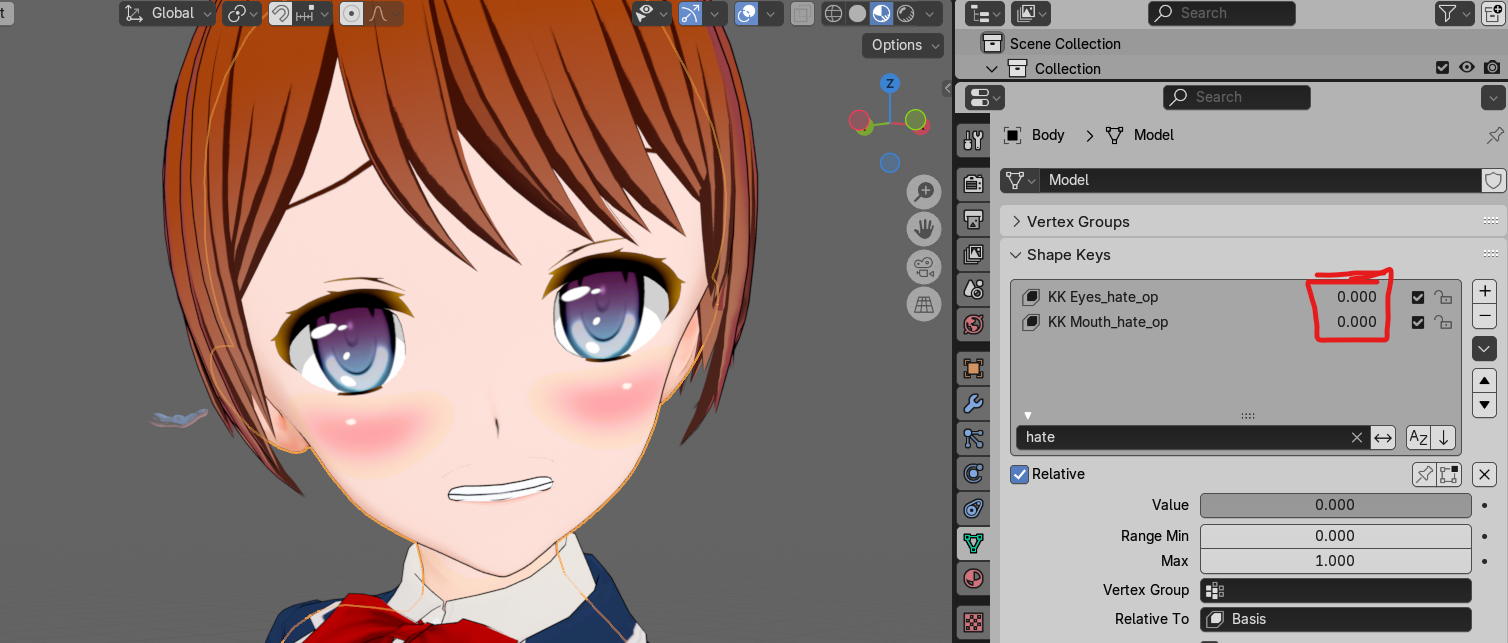 t
Global
Options
Z
Search
Scene Collection
Collection
Search
Body > Model
Model
Vertex Groups
Shape Keys
KK Eyes_hate_op 0.000
KK Mouth_hate_op 0.000
hate
AZ
Relative
Value 0.000
Range Min 0.000
Max 1.000
Vertex Group
Relative To Basis